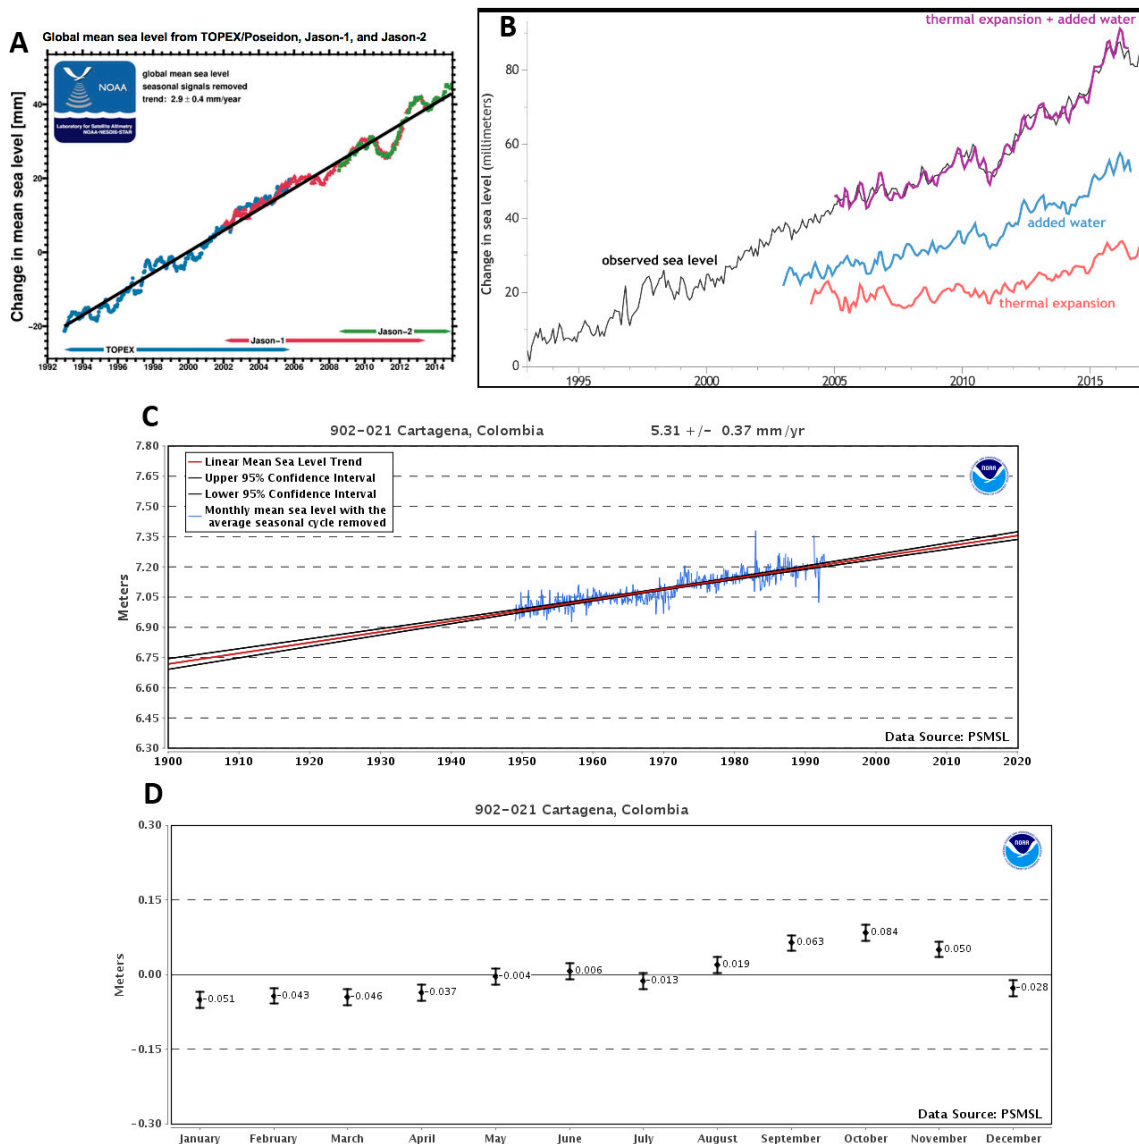 A
Global mean sea level from TOPEX/Poseidon, Jason-1, and Jason-2
NOAA
Laboratory for Satellite Altimetry
NOAA-NESDIS-STAR
global mean sea level
seasonal signals removed
trend: 2.9 ± 0.4 mm/year
Change in mean sea level [mm]
40
20
0
-20
Jason-2
Jason-1
TOPEX
1992 1994 1996 1998 2000 2002 2004 2006 2008 2010 2012 2014
B
thermal expansion + added water
Change in sea level (millimeters)
80
60
40
20
0
observed sea level
added water
thermal expansion
1995 2000 2005 2010 2015
C
902-021 Cartagena, Colombia 5.31 +/- 0.37 mm/yr
Linear Mean Sea Level Trend
Upper 95% Confidence Interval
Lower 95% Confidence Interval
Monthly mean sea level with the
average seasonal cycle removed
NOAA
Meters
7.80
7.65
7.50
7.35
7.20
7.05
6.90
6.75
6.60
6.45
6.30
Data Source: PSMSL
1900 1910 1920 1930 1940 1950 1960 1970 1980 1990 2000 2010 2020
D
902-021 Cartagena, Colombia
NOAA
Meters
0.30
0.15
0.00
-0.15
-0.30
-0.051
-0.043
-0.046
-0.037
-0.004
0.006
-0.013
0.019
0.063
0.084
0.050
-0.028
Data Source: PSMSL
January February March April May June July August September October November December